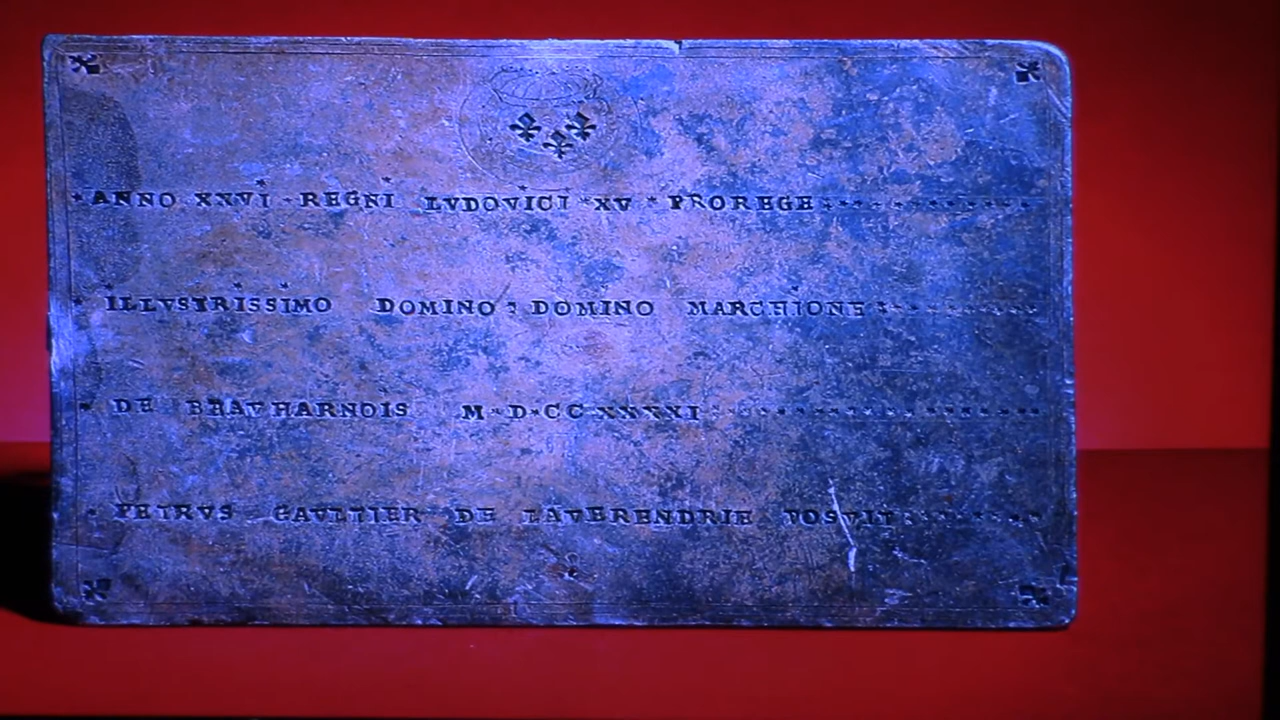 ANNO XXVI REGNI LVDOVICI XV PROREGE
ILLVSTRISSIMO DOMINO : DOMINO MARCHIONE
DE BEAVHARNOIS M D CC XXXXI
PETRVS GAVLTIER DE LAVERENDRIE POSVIT